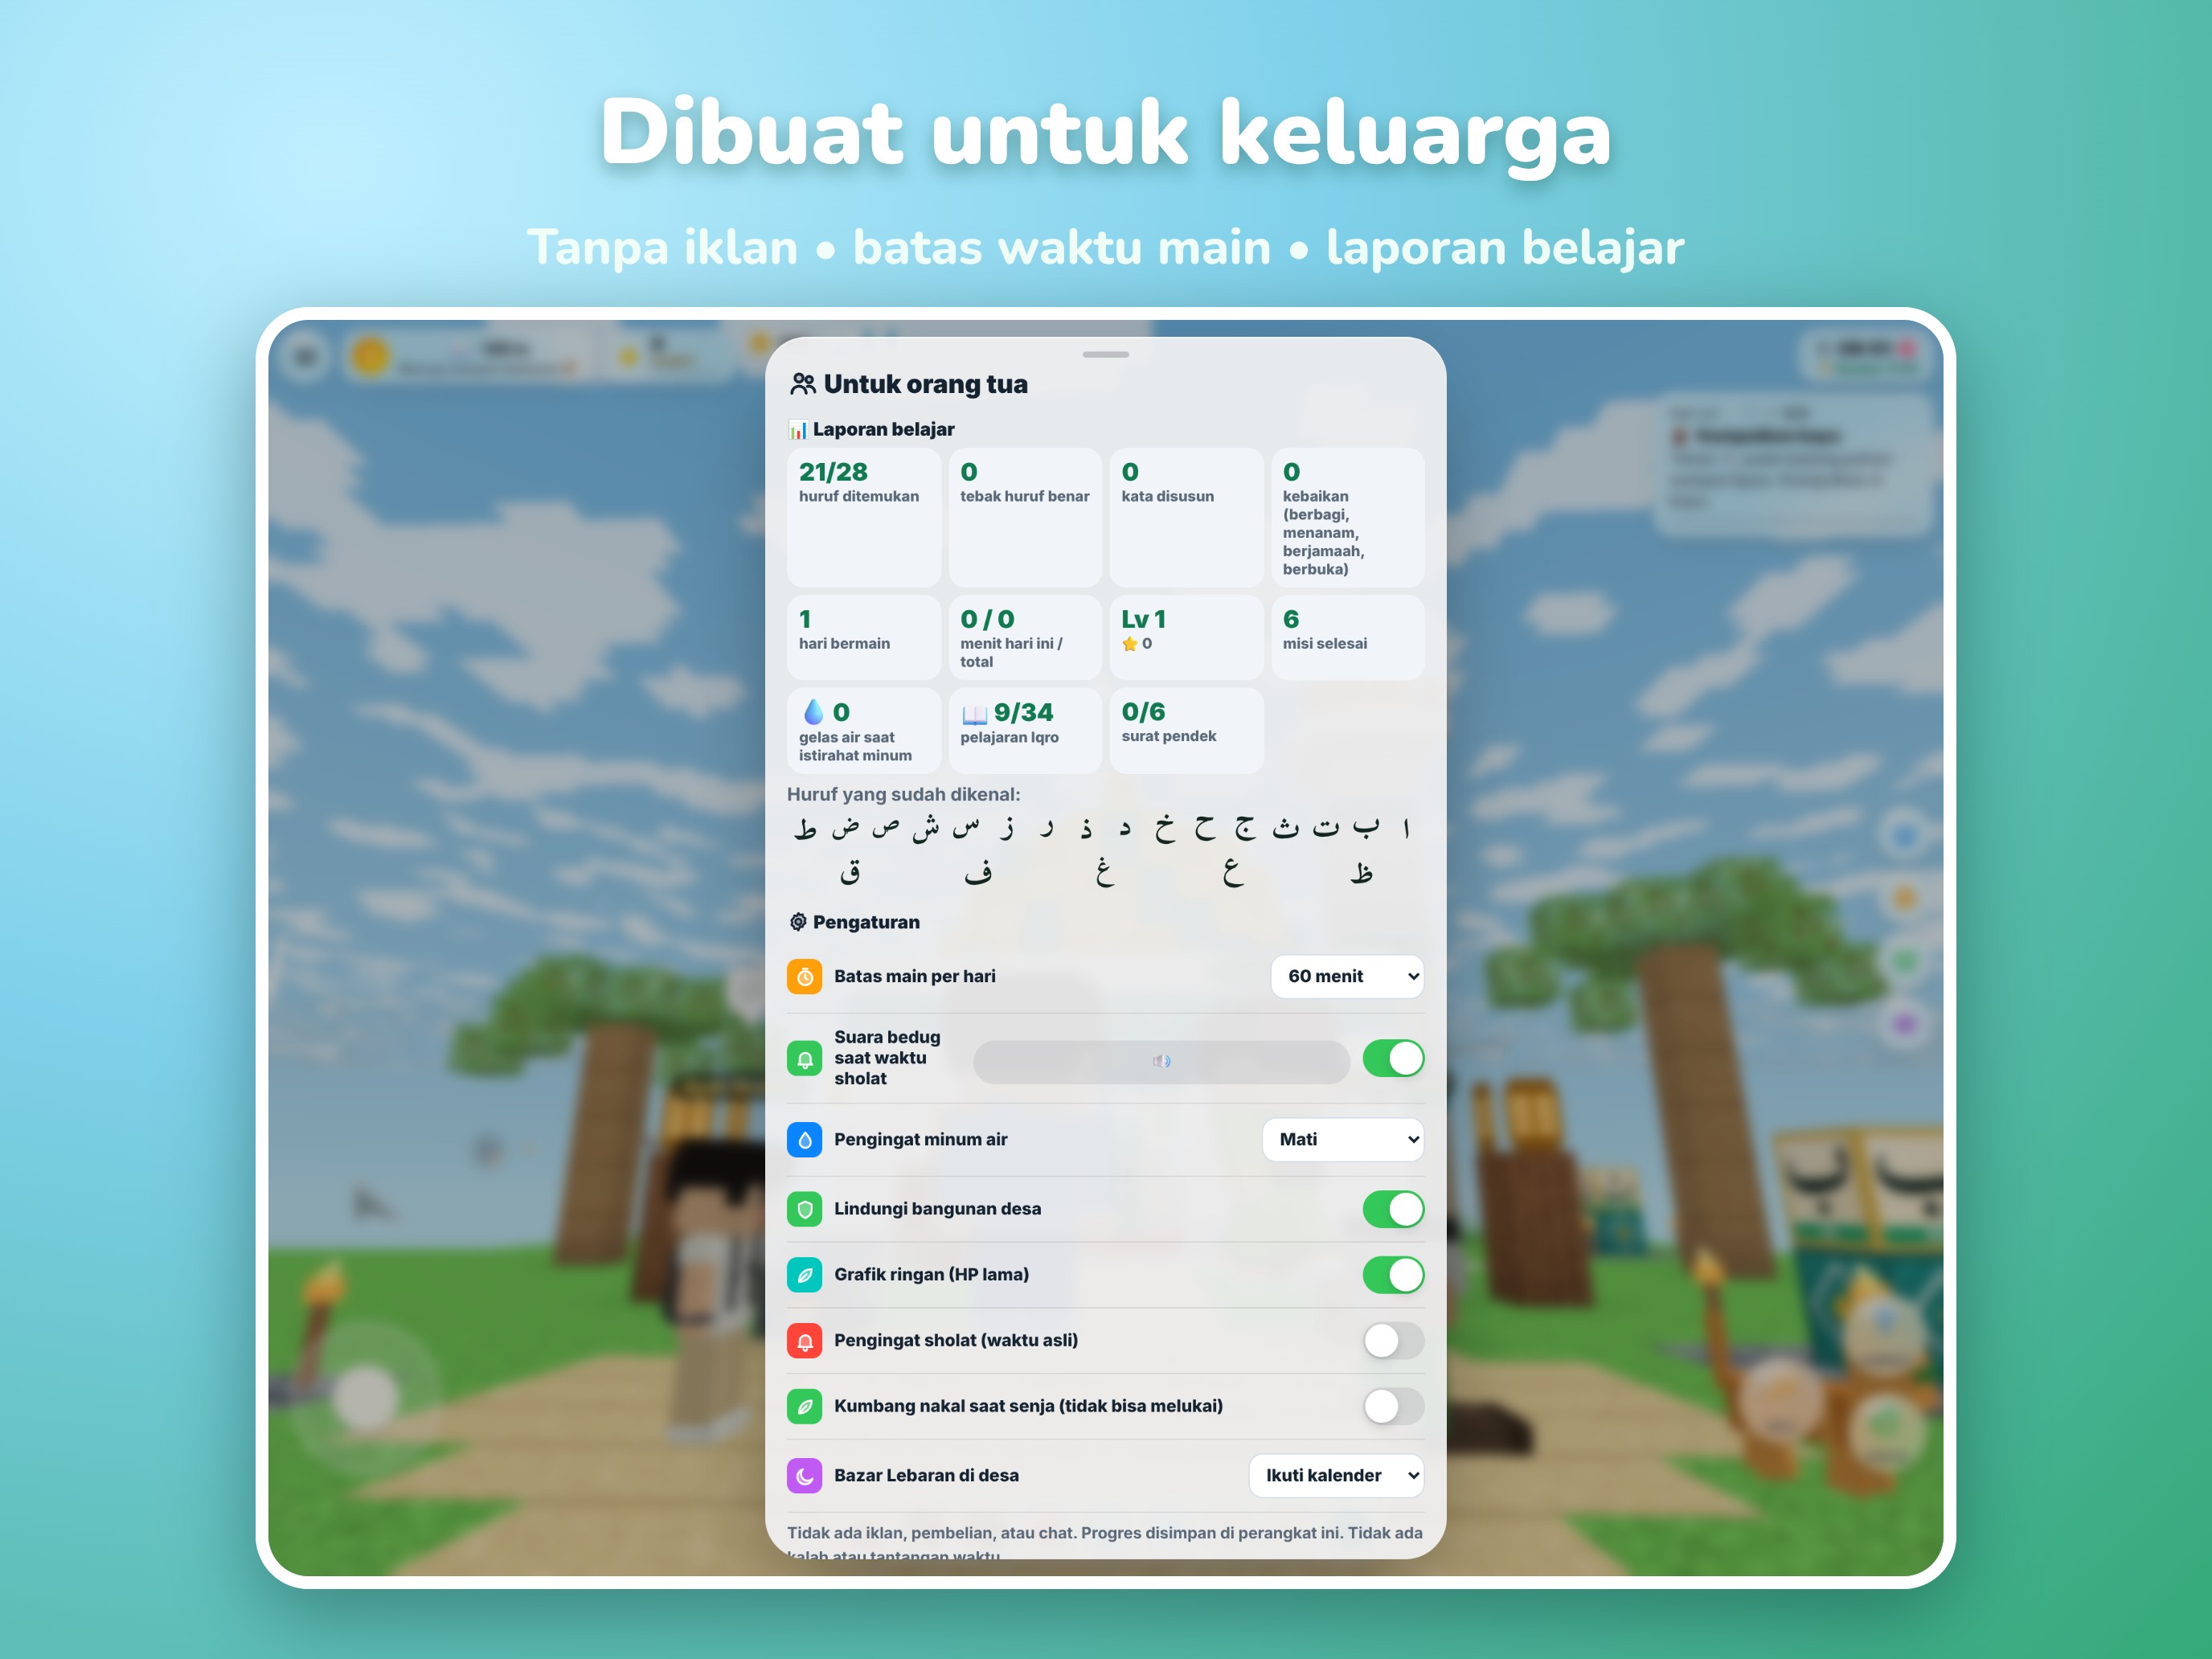 Dibuat untuk keluarga
Tanpa iklan • batas waktu main • laporan belajar
Untuk orang tua
📊 Laporan belajar
21/28
huruf ditemukan
0
tebak huruf benar
0
kata disusun
0
kebaikan
(berbagi,
menanam,
berjamaah,
berbuka)
1
hari bermain
0 / 0
menit hari ini /
total
Lv 1
⭐ 0
6
misi selesai
💧 0
gelas air saat
istirahat minum
📖 9/34
pelajaran Iqro
0/6
surat pendek
Huruf yang sudah dikenal:
ا ب ت ث ج ح خ د ذ ر ز س ش ص ض ط
ظ ع غ ف ق
Pengaturan
Batas main per hari
60 menit
Suara bedug
saat waktu
sholat
Pengingat minum air
Mati
Lindungi bangunan desa
Grafik ringan (HP lama)
Pengingat sholat (waktu asli)
Kumbang nakal saat senja (tidak bisa melukai)
Bazar Lebaran di desa
Ikuti kalender
Tidak ada iklan, pembelian, atau chat. Progres disimpan di perangkat ini. Tidak ada
kalah atau tantangan waktu